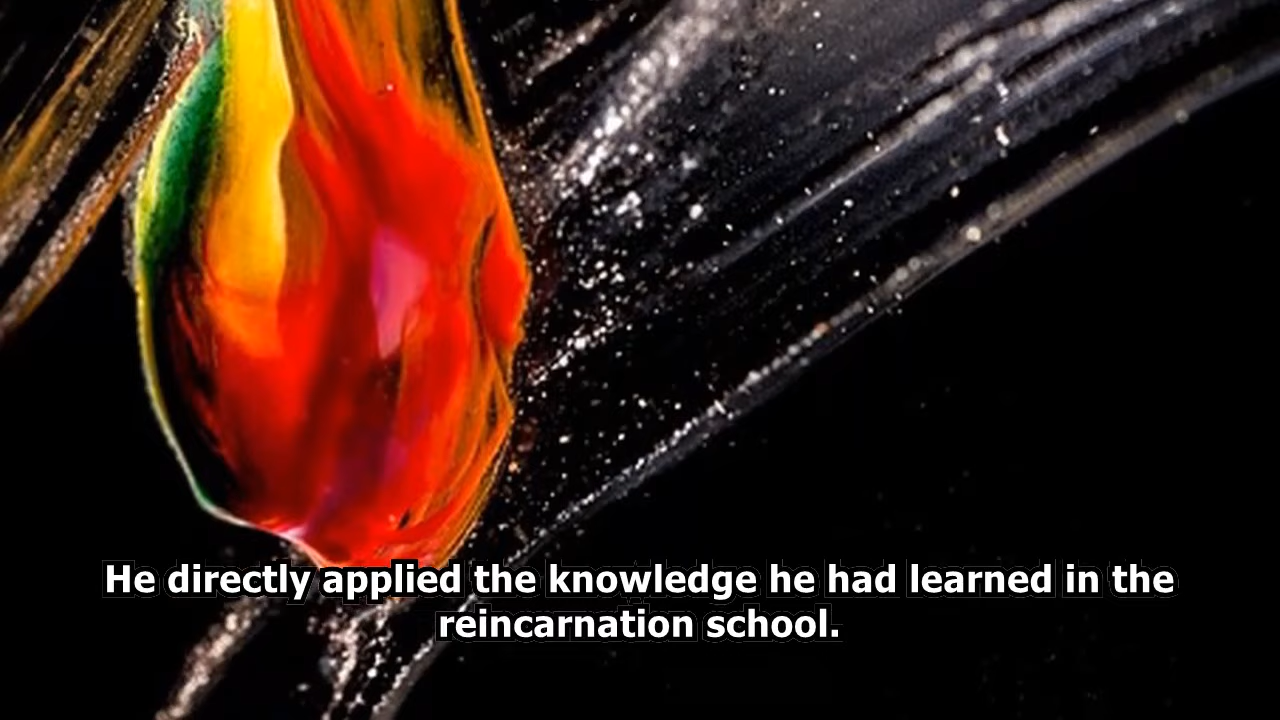 He directly applied the knowledge he had learned in the
reincarnation school.